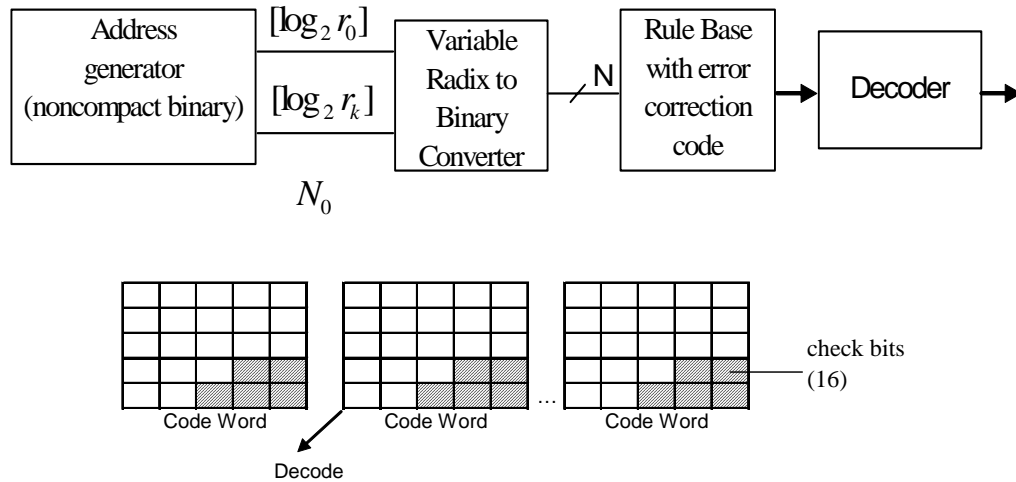 Address
generator
(noncompact binary)
[log₂ r₀]
[log₂ rₖ]
N₀
Variable
Radix to
Binary
Converter
N
Rule Base
with error
correction
code
Decoder
check bits
(16)
...
Code Word
Code Word
Code Word
Decode